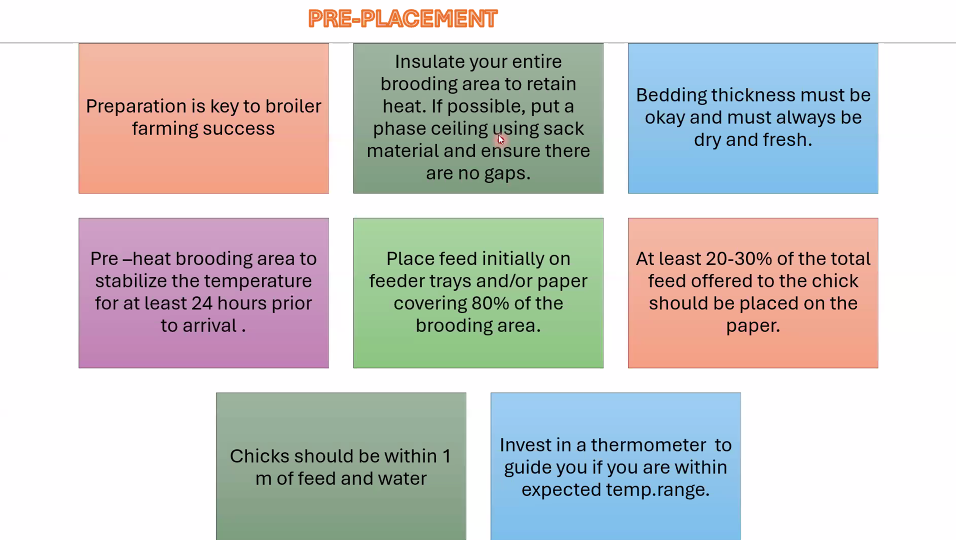 PRE-PLACEMENT
Preparation is key to broiler
farming success
Insulate your entire
brooding area to retain
heat. If possible, put a
phase ceiling using sack
material and ensure there
are no gaps.
Bedding thickness must be
okay and must always be
dry and fresh.
Pre –heat brooding area to
stabilize the temperature
for at least 24 hours prior
to arrival .
Place feed initially on
feeder trays and/or paper
covering 80% of the
brooding area.
At least 20-30% of the total
feed offered to the chick
should be placed on the
paper.
Chicks should be within 1
m of feed and water
Invest in a thermometer  to
guide you if you are within
expected temp.range.